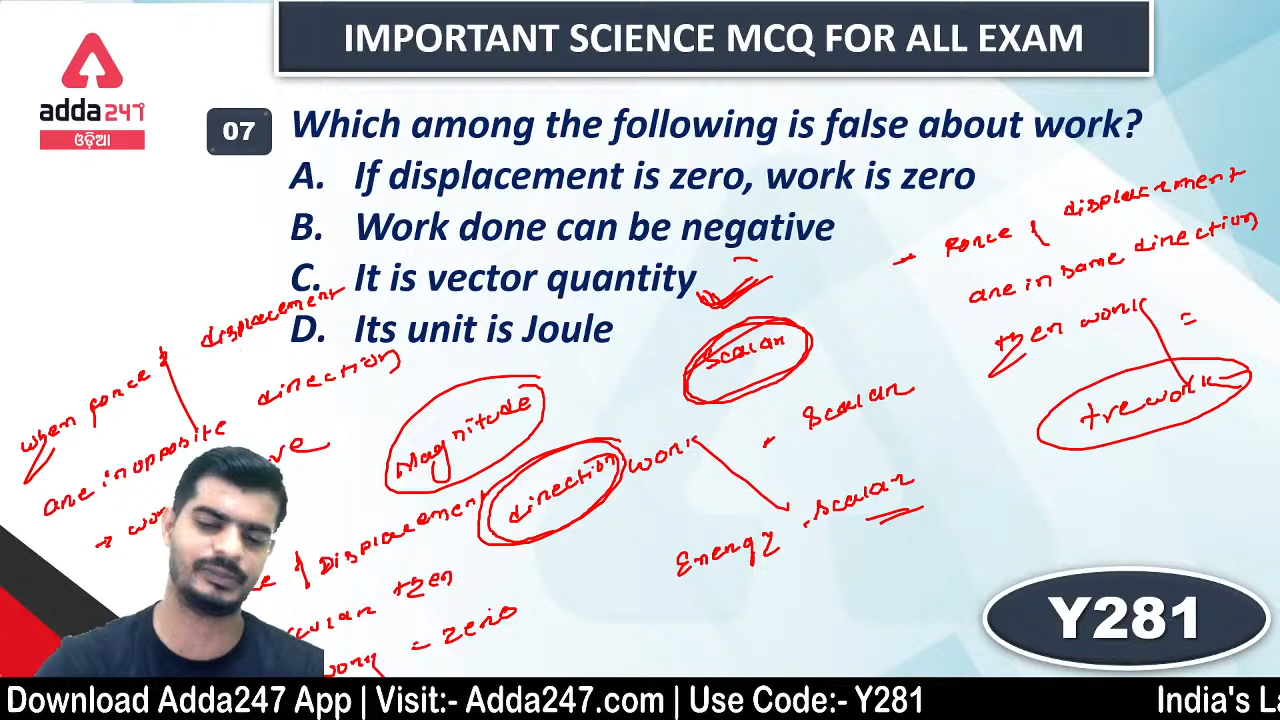 IMPORTANT SCIENCE MCQ FOR ALL EXAM
adda247
ଓଡ଼ିଆ
07
Which among the following is false about work?
A. If displacement is zero, work is zero
B. Work done can be negative
C. It is vector quantity
D. Its unit is Joule
force & displacement
are in same direction
then work =
+ve work
when force & displacement
are in opposite direction
ve
scalar
Magnitude
direction
work - scalar
Energy - scalar
& Displacement
then
= zero
Y281
Download Adda247 App | Visit:- Adda247.com | Use Code:- Y281
India's